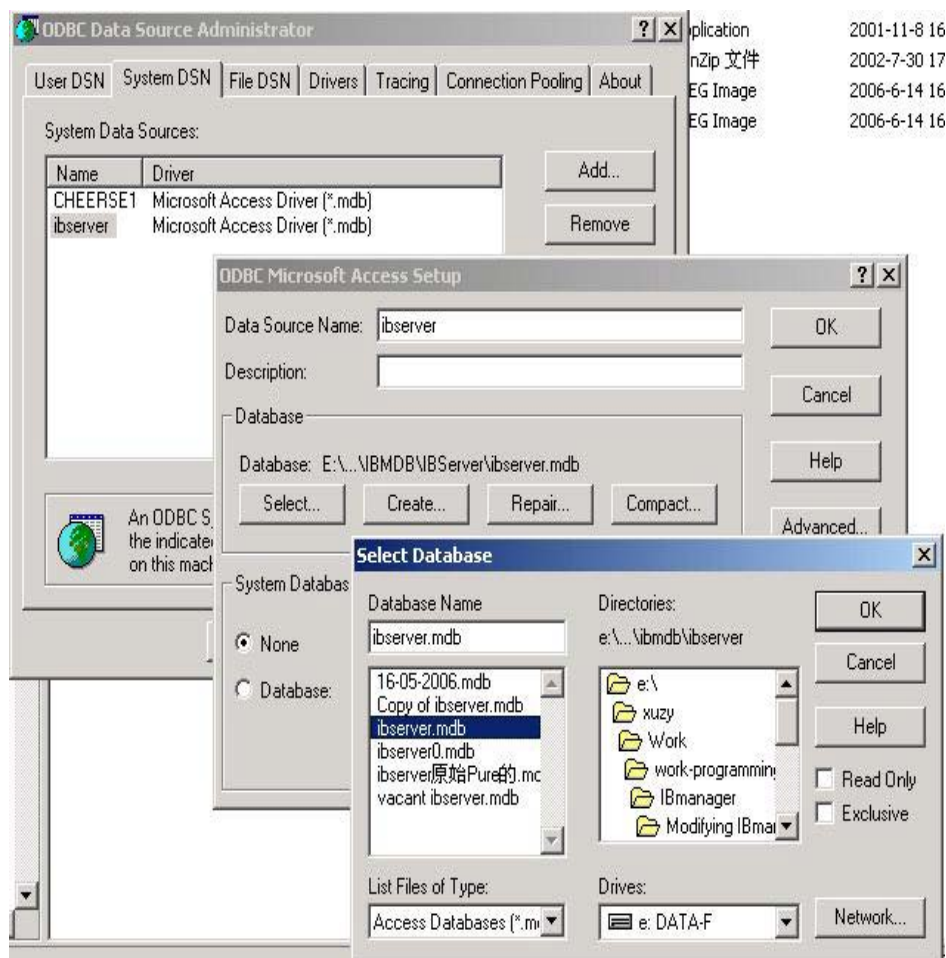 ODBC Data Source Administrator
plication 2001-11-8 16
nZip 文件 2002-7-30 17
EG Image 2006-6-14 16
EG Image 2006-6-14 16
User DSN System DSN File DSN Drivers Tracing Connection Pooling About
System Data Sources:
Name Driver
CHEERSE1 Microsoft Access Driver (*.mdb)
ibserver Microsoft Access Driver (*.mdb)
Add...
Remove
An ODBC S
the indicate
on this mach
ODBC Microsoft Access Setup
Data Source Name: ibserver
Description:
OK
Cancel
Help
Advanced...
Database
Database: E:\...\IBMDB\IBServer\ibserver.mdb
Select... Create... Repair... Compact...
System Databas
None
Database:
Select Database
Database Name
ibserver.mdb
16-05-2006.mdb
Copy of ibserver.mdb
ibserver.mdb
ibserver0.mdb
ibserver原始Pure的.mc
vacant ibserver.mdb
List Files of Type:
Access Databases (*.m
Directories:
e:\...\ibmdb\ibserver
e:\
xuzy
Work
work-programming
IBmanager
Modifying IBma
Drives:
e: DATA-F
OK
Cancel
Help
Read Only
Exclusive
Network...